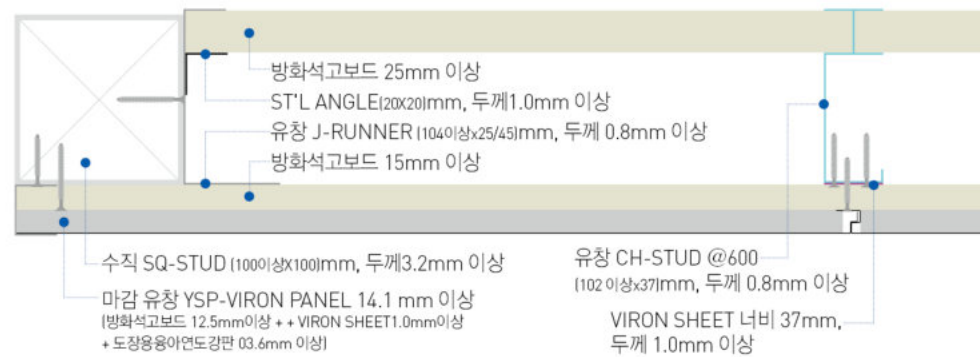 방화석고보드 25mm 이상
ST'L ANGLE(20X20)mm, 두께1.0mm 이상
유창 J-RUNNER (104이상x25/45)mm, 두께 0.8mm 이상
방화석고보드 15mm 이상
수직 SQ-STUD (100이상X100)mm, 두께3.2mm 이상
마감 유창 YSP-VIRON PANEL 14.1 mm 이상
(방화석고보드 12.5mm이상 + + VIRON SHEET1.0mm이상
+ 도장용융아연도강판 03.6mm 이상)
유창 CH-STUD @600
(102 이상x37)mm, 두께 0.8mm 이상
VIRON SHEET 너비 37mm,
두께 1.0mm 이상